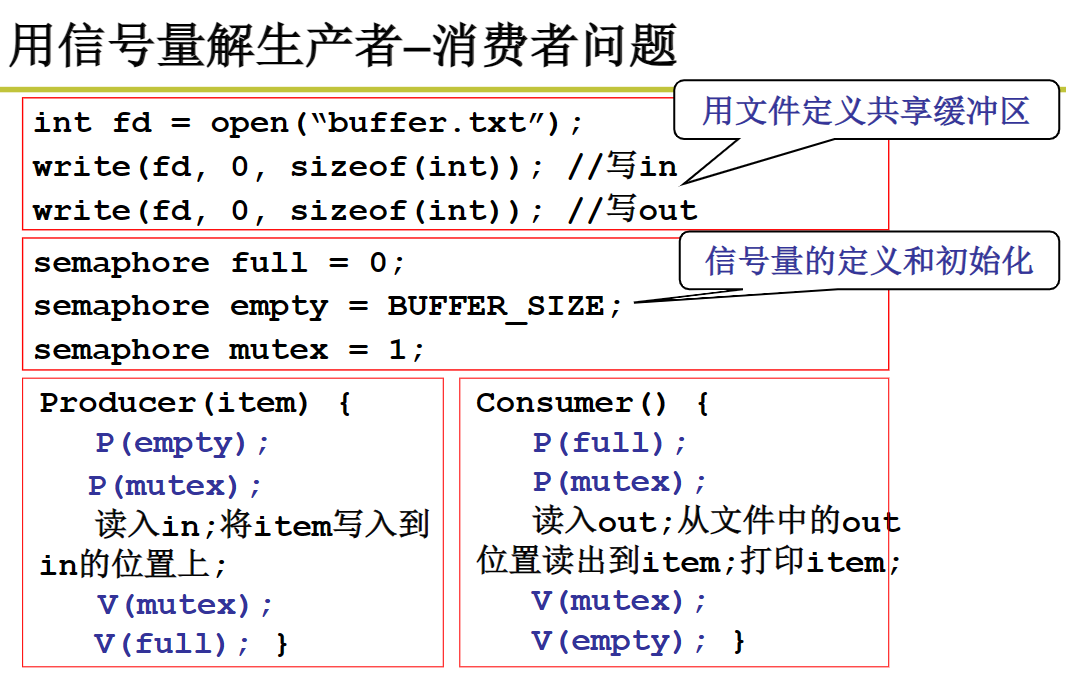 用信号量解生产者–消费者问题
用文件定义共享缓冲区
int fd = open(“buffer.txt”);
write(fd, 0, sizeof(int)); //写in
write(fd, 0, sizeof(int)); //写out
信号量的定义和初始化
semaphore full = 0;
semaphore empty = BUFFER_SIZE;
semaphore mutex = 1;
Producer(item) {
P(empty);
P(mutex);
读入in;将item写入到
in的位置上;
V(mutex);
V(full); }
Consumer() {
P(full);
P(mutex);
读入out;从文件中的out
位置读出到item;打印item;
V(mutex);
V(empty); }